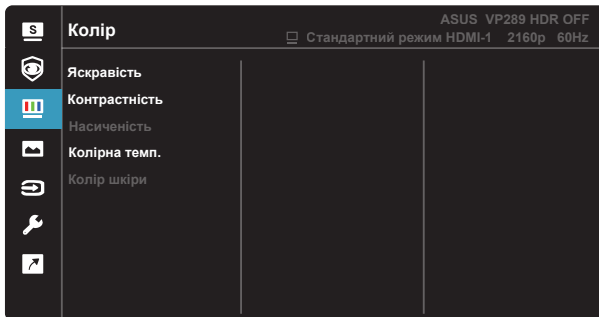 S
Колір
ASUS VP289 HDR OFF
Стандартний режим HDMI-1 2160p 60Hz
Яскравість
Контрастність
Насиченість
Колірна темп.
Колір шкіри